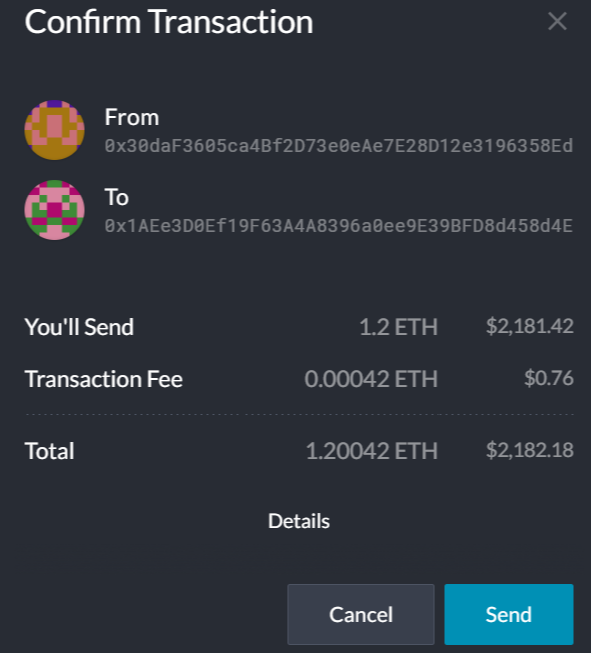 Confirm Transaction
From
0x30daF3605ca4Bf2D73e0eAe7E28D12e3196358Ed
To
0x1AEe3D0Ef19F63A4A8396a0ee9E39BFD8d458d4E
You'll Send 1.2 ETH $2,181.42
Transaction Fee 0.00042 ETH $0.76
Total 1.20042 ETH $2,182.18
Details
Cancel Send